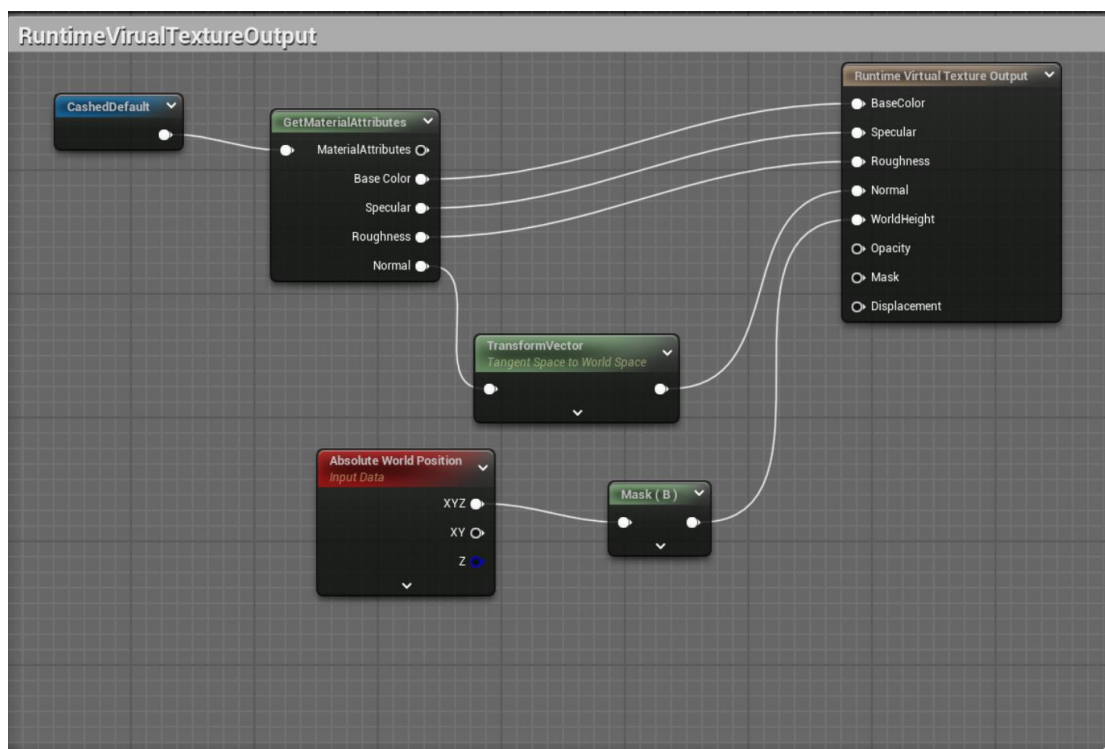 RuntimeVirualTextureOutput
CashedDefault
GetMaterialAttributes
MaterialAttributes
Base Color
Specular
Roughness
Normal
Runtime Virtual Texture Output
BaseColor
Specular
Roughness
Normal
WorldHeight
Opacity
Mask
Displacement
TransformVector
Tangent Space to World Space
Absolute World Position
Input Data
XYZ
XY
Z
Mask ( B )